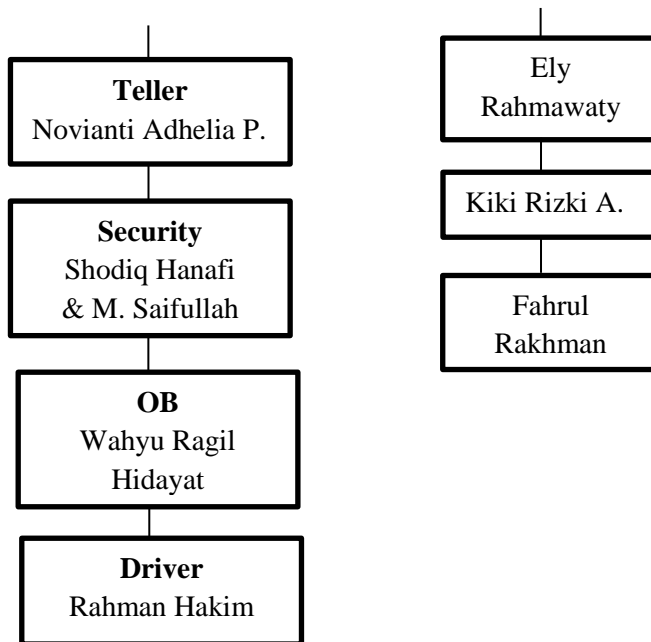 Teller
Novianti Adhelia P.
Security
Shodiq Hanafi
& M. Saifullah
OB
Wahyu Ragil
Hidayat
Driver
Rahman Hakim
Ely
Rahmawaty
Kiki Rizki A.
Fahrul
Rakhman